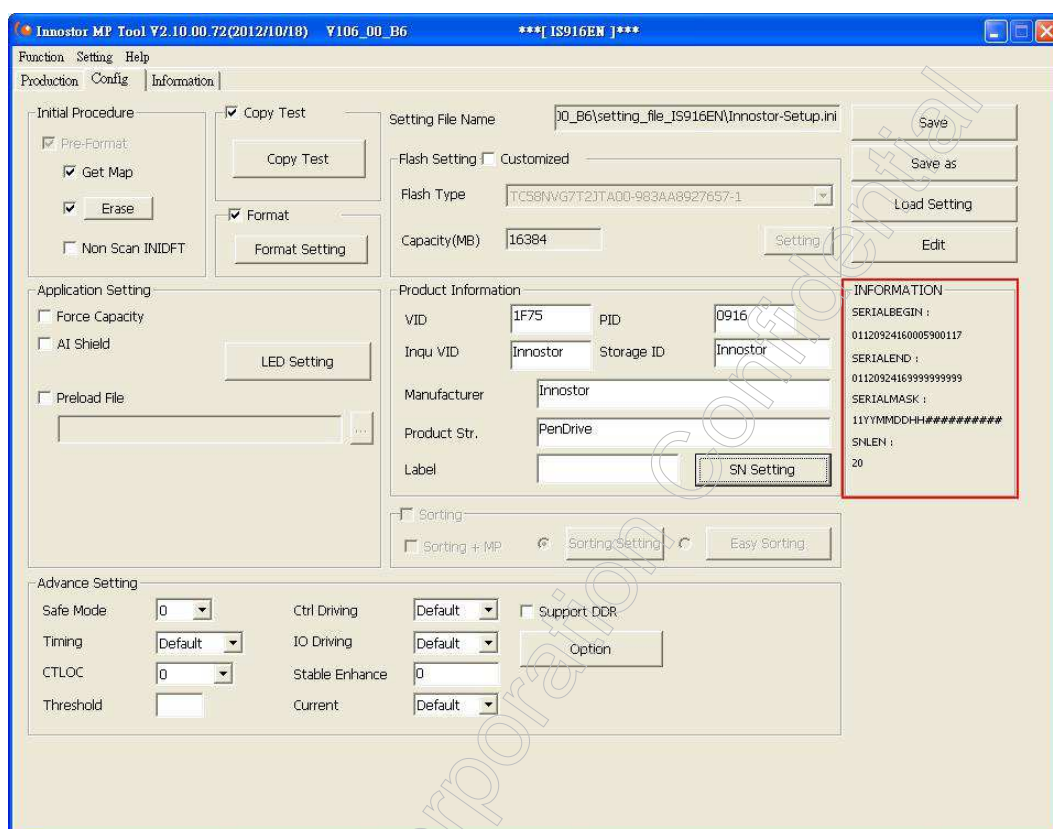 Innostor MP Tool V2.10.00.72(2012/10/18) V106_00_B6 ***[ IS916EN ]***
Function Setting Help
Production Config Information
Initial Procedure
Pre-Format
Get Map
Erase
Non Scan INIDFT
Copy Test
Copy Test
Format
Format Setting
Setting File Name
_B6\setting_file_IS916EN\Innostor-Setup.ini
Flash Setting Customized
Flash Type TC58NVG7T2JTA00-983AA8927657-1
Capacity(MB) 16384 Setting
Save
Save as
Load Setting
Edit
Application Setting
Force Capacity
AI Shield
LED Setting
Preload File
...
Product Information
VID 1F75 PID 0916
Inqu VID Innostor Storage ID Innostor
Manufacturer Innostor
Product Str. PenDrive
Label SN Setting
INFORMATION
SERIALBEGIN :
01120924160005900117
SERIALEND :
01120924169999999999
SERIALMASK :
11YYMMDDHH##########
SNLEN :
20
Sorting
Sorting + MP Sorting Setting Easy Sorting
Advance Setting
Safe Mode 0 Ctrl Driving Default Support DDR
Timing Default IO Driving Default Option
CTLOC 0 Stable Enhance 0
Threshold Current Default
orporation Confidential